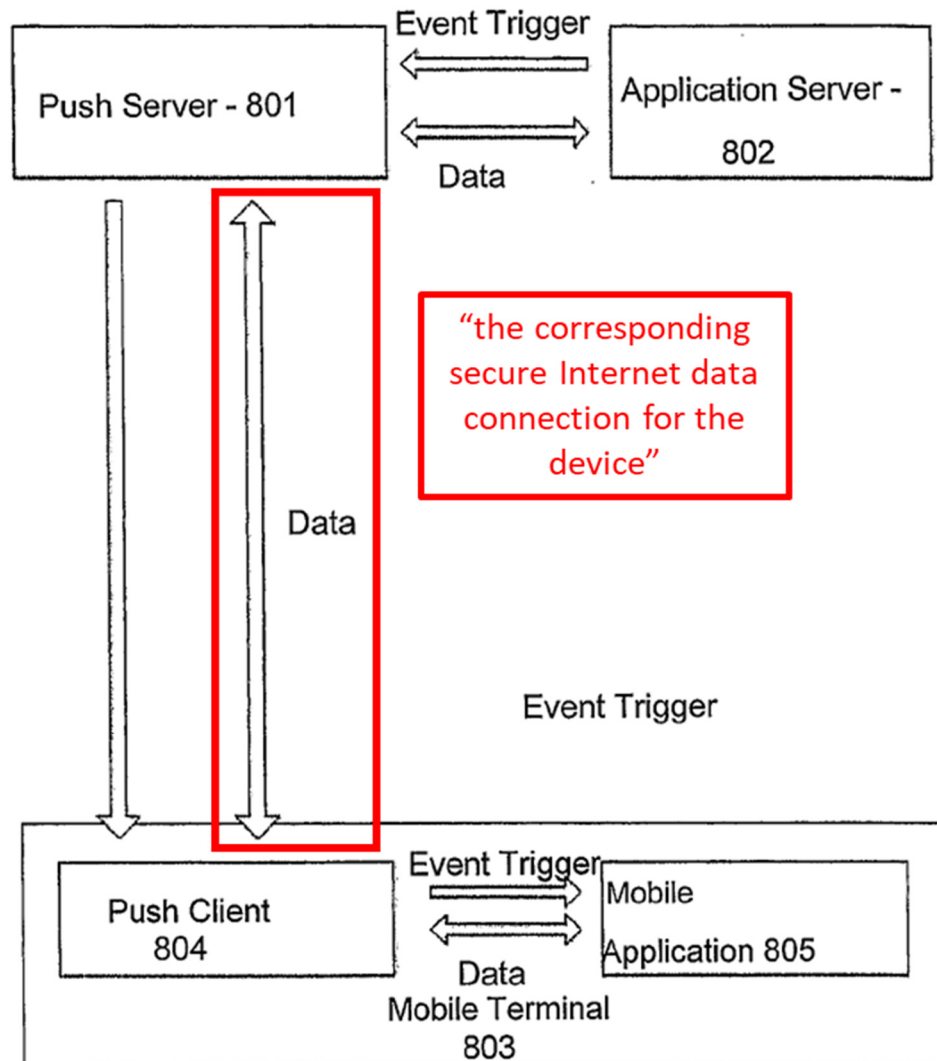 Event Trigger
Push Server - 801
Application Server -
802
Data
“the corresponding
secure Internet data
connection for the
device”
Data
Event Trigger
Event Trigger
Push Client
804
Mobile
Application 805
Data
Mobile Terminal
803